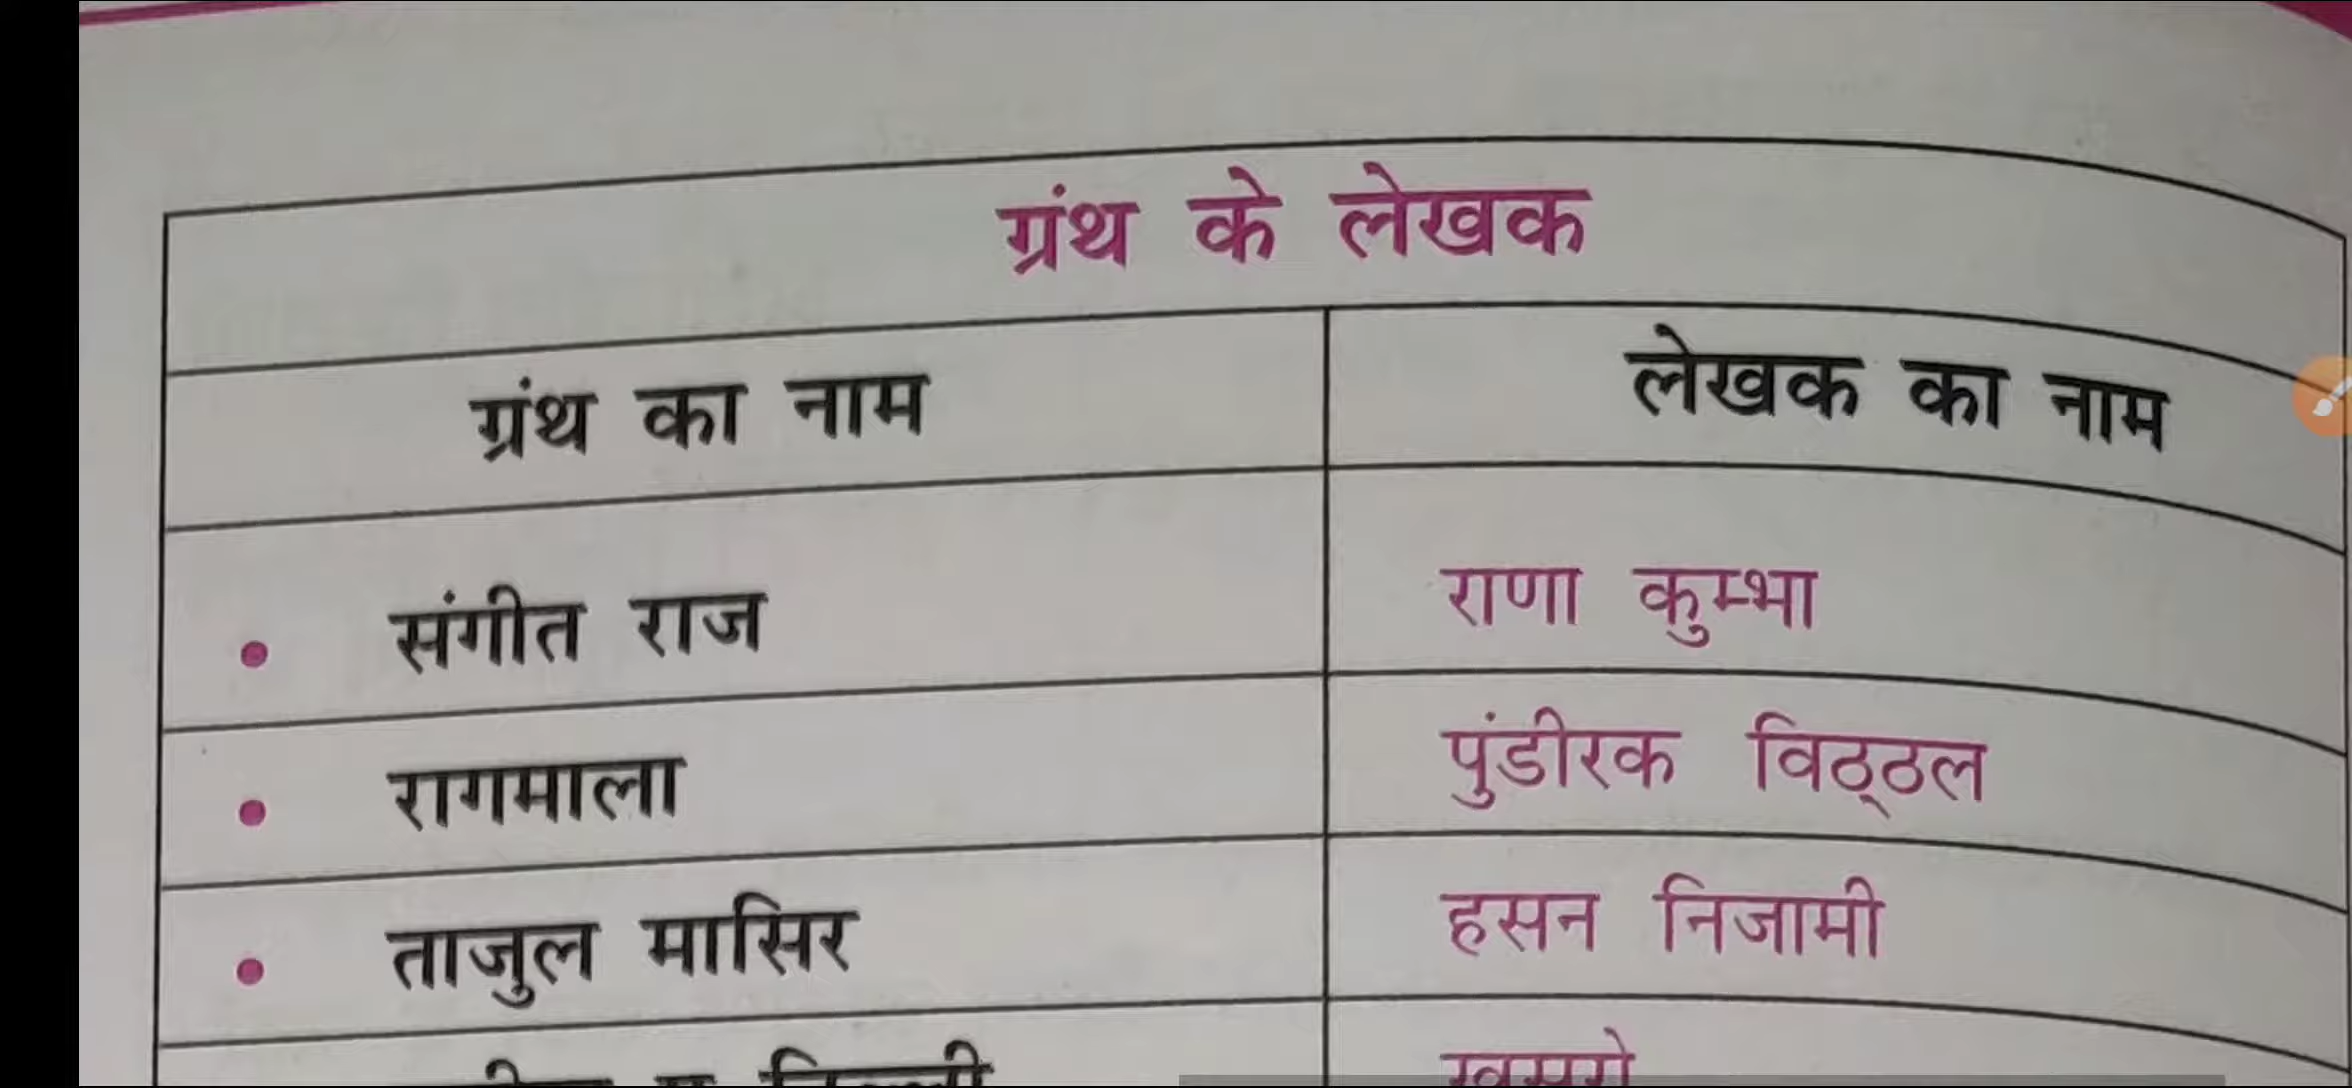 ग्रंथ के लेखक
ग्रंथ का नाम लेखक का नाम
• संगीत राज राणा कुम्भा
• रागमाला पुंडीरक विठ्ठल
• ताजुल मासिर हसन निजामी